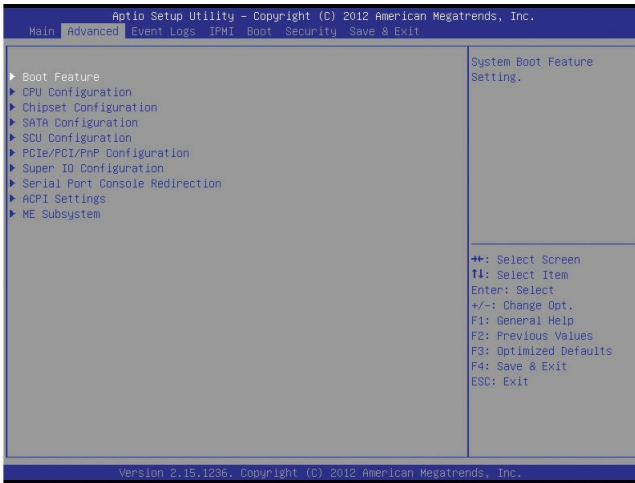 Aptio Setup Utility – Copyright (C) 2012 American Megatrends, Inc.
Main Advanced Event Logs IPMI Boot Security Save & Exit
▶ Boot Feature
▶ CPU Configuration
▶ Chipset Configuration
▶ SATA Configuration
▶ SCU Configuration
▶ PCIe/PCI/PnP Configuration
▶ Super IO Configuration
▶ Serial Port Console Redirection
▶ ACPI Settings
▶ ME Subsystem
System Boot Feature
Setting.
→←: Select Screen
↑↓: Select Item
Enter: Select
+/-: Change Opt.
F1: General Help
F2: Previous Values
F3: Optimized Defaults
F4: Save & Exit
ESC: Exit
Version 2.15.1236. Copyright (C) 2012 American Megatrends, Inc.